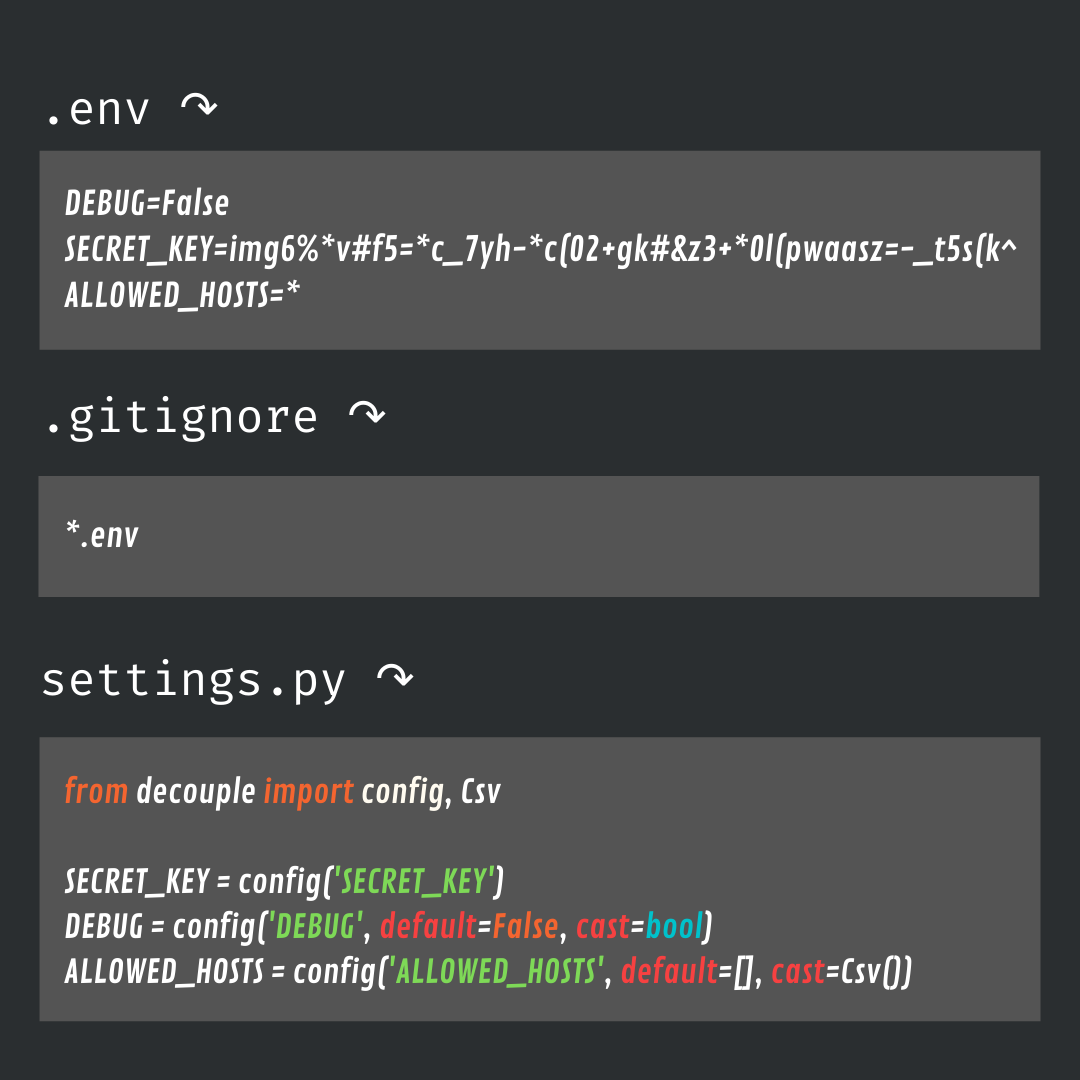 .env ↷
DEBUG=False
SECRET_KEY=img6%*v#f5=*c_7yh-*c(02+gk#&z3+*0l(pwaasz=-_t5s(k^
ALLOWED_HOSTS=*
.gitignore ↷
*.env
settings.py ↷
from decouple import config, Csv
SECRET_KEY = config('SECRET_KEY')
DEBUG = config('DEBUG', default=False, cast=bool)
ALLOWED_HOSTS = config('ALLOWED_HOSTS', default=[], cast=Csv())